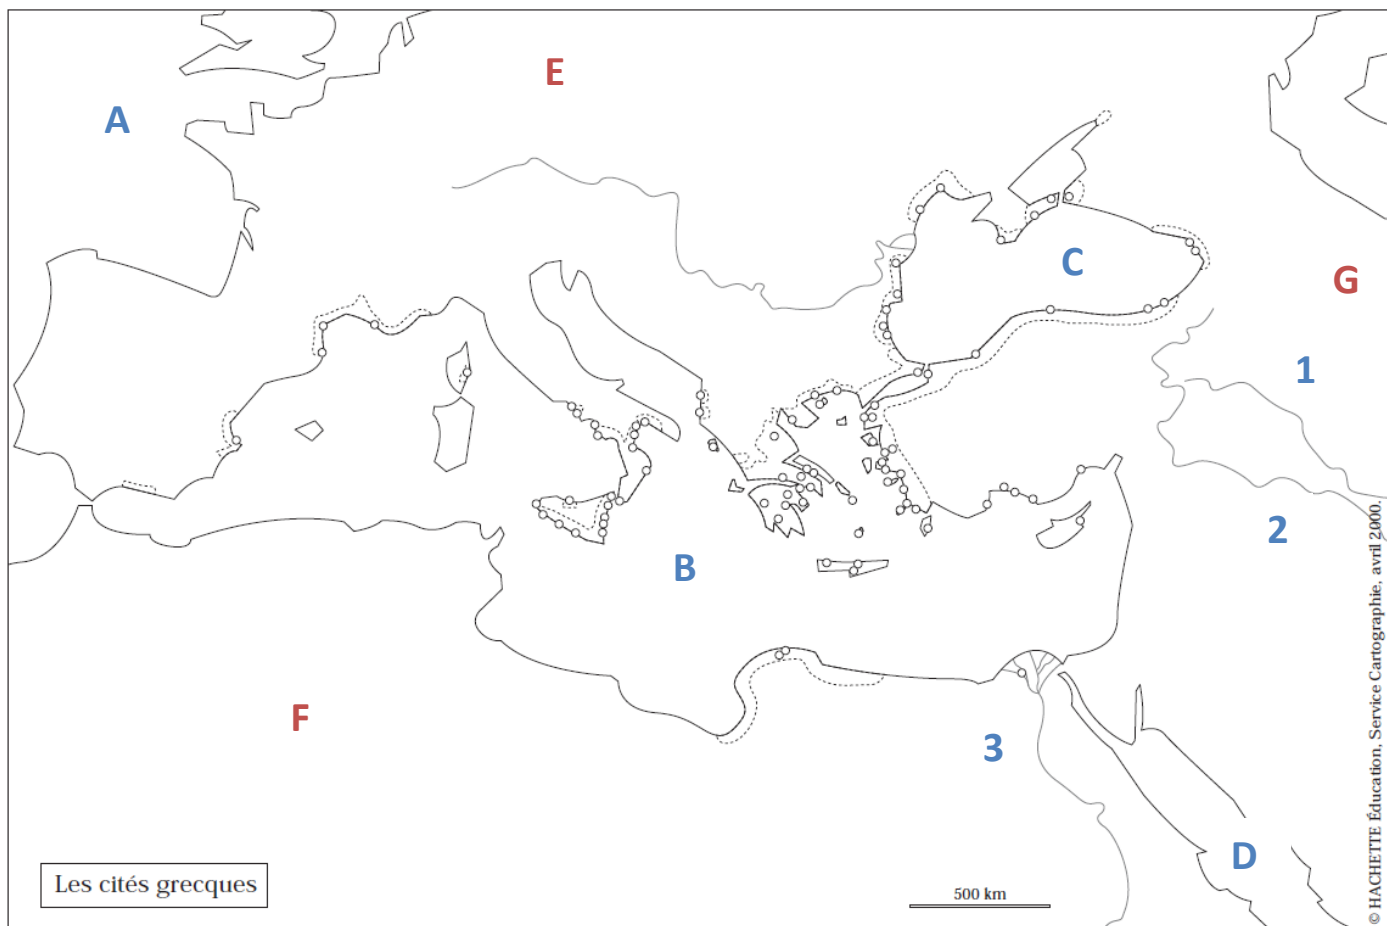 E
A
C
G
1
2
B
F
3
D
Les cités grecques
500 km
© HACHETTE Éducation, Service Cartographie, avril 2000.